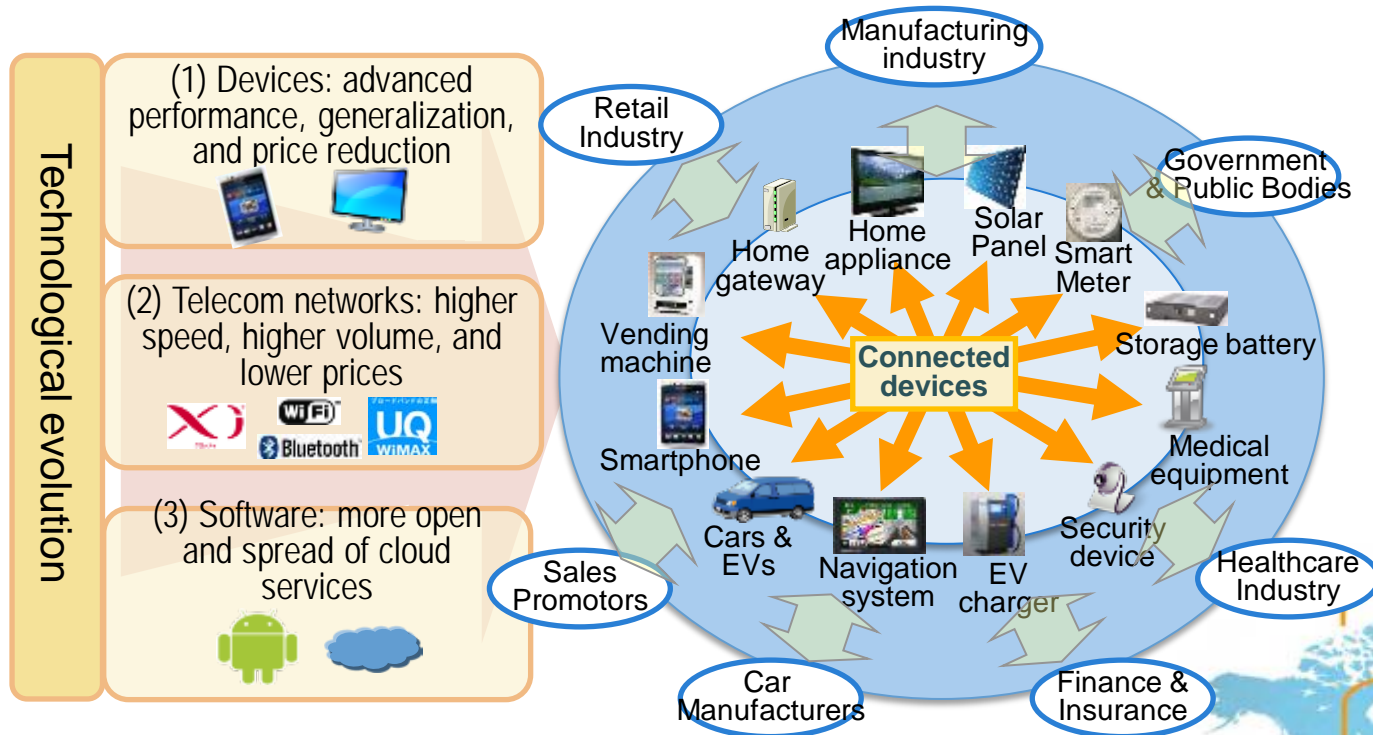 Technological evolution
(1) Devices: advanced
performance, generalization,
and price reduction
(2) Telecom networks: higher
speed, higher volume, and
lower prices
Xi
Wi Fi
Bluetooth
UQ
WiMAX
(3) Software: more open
and spread of cloud
services
Manufacturing
industry
Retail
Industry
Government
& Public Bodies
Home
gateway
Home
appliance
Solar
Panel
Smart
Meter
Vending
machine
Storage battery
Connected
devices
Smartphone
Medical
equipment
Cars &
EVs
Navigation
system
EV
charger
Security
device
Sales
Promotors
Healthcare
Industry
Car
Manufacturers
Finance &
Insurance